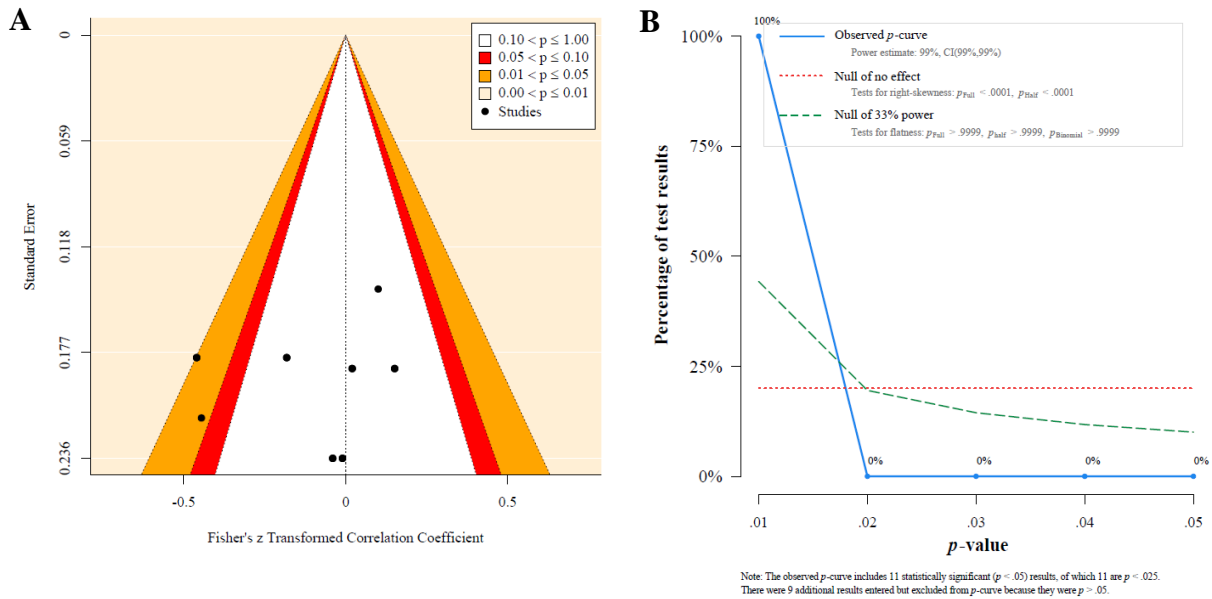 A
0.10 < p ≤ 1.00
0.05 < p ≤ 0.10
0.01 < p ≤ 0.05
0.00 < p ≤ 0.01
Studies
Standard Error
0
0.059
0.118
0.177
0.236
-0.5
0
0.5
Fisher's z Transformed Correlation Coefficient
B
100%
Observed p-curve
Power estimate: 99%, CI(99%,99%)
Null of no effect
Tests for right-skewness: pFull < .0001, pHalf < .0001
Null of 33% power
Tests for flatness: pFull > .9999, phalf > .9999, pBinomial > .9999
Percentage of test results
100%
75%
50%
25%
0%
0%
0%
0%
0%
.01
.02
.03
.04
.05
p-value
Note: The observed p-curve includes 11 statistically significant (p < .05) results, of which 11 are p < .025.
There were 9 additional results entered but excluded from p-curve because they were p > .05.